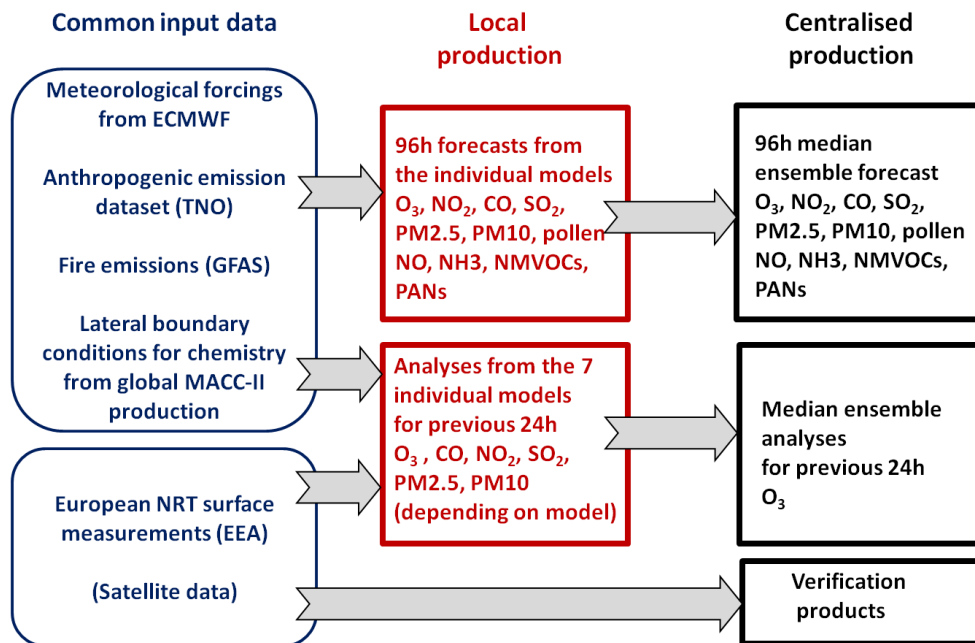 Common input data
Meteorological forcings
from ECMWF
Anthropogenic emission
dataset (TNO)
Fire emissions (GFAS)
Lateral boundary
conditions for chemistry
from global MACC-II
production
European NRT surface
measurements (EEA)
(Satellite data)
Local
production
96h forecasts from
the individual models
O₃, NO₂, CO, SO₂,
PM2.5, PM10, pollen
NO, NH3, NMVOCs,
PANs
Analyses from the 7
individual models
for previous 24h
O₃ , CO, NO₂, SO₂,
PM2.5, PM10
(depending on model)
Centralised
production
96h median
ensemble forecast
O₃, NO₂, CO, SO₂,
PM2.5, PM10, pollen
NO, NH3, NMVOCs,
PANs
Median ensemble
analyses
for previous 24h
O₃
Verification
products